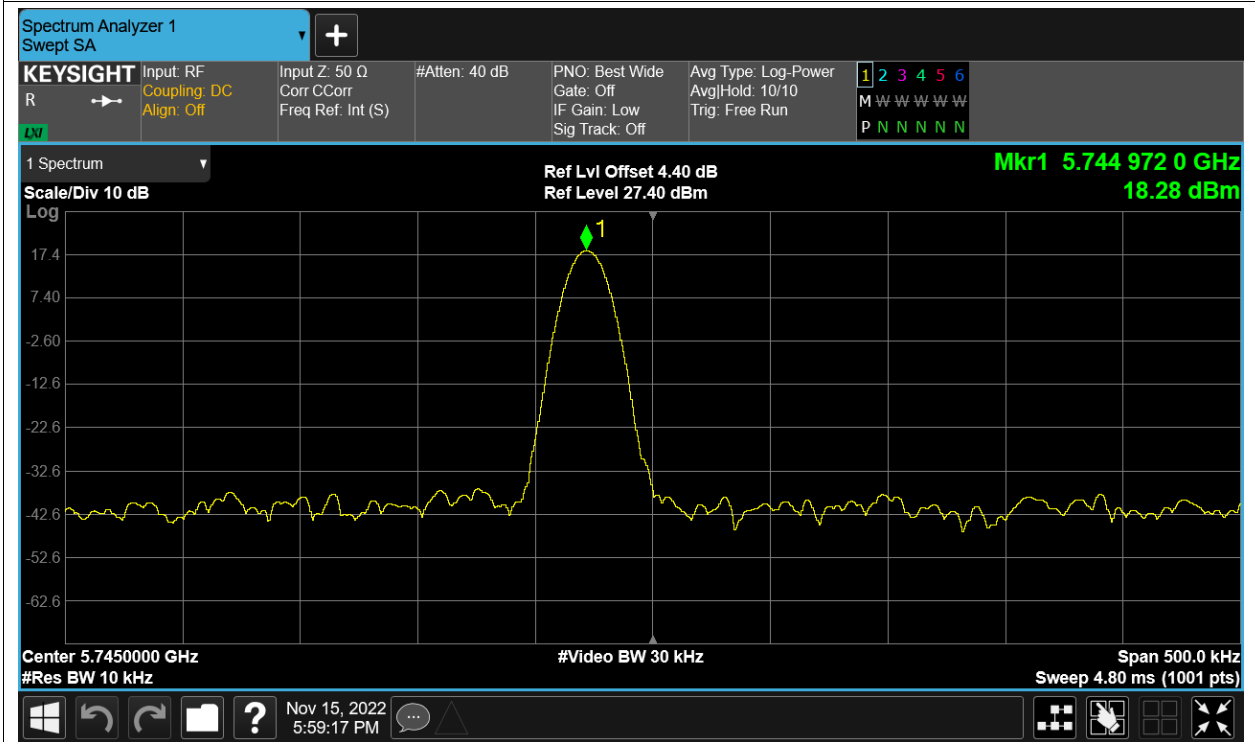 Spectrum Analyzer 1
Swept SA
+
KEYSIGHT
R
LXI
Input: RF
Coupling: DC
Align: Off
Input Z: 50 Ω
Corr CCorr
Freq Ref: Int (S)
#Atten: 40 dB
PNO: Best Wide
Gate: Off
IF Gain: Low
Sig Track: Off
Avg Type: Log-Power
Avg|Hold: 10/10
Trig: Free Run
1 2 3 4 5 6
M W W W W W
P N N N N N
1 Spectrum
Scale/Div 10 dB
Log
Ref Lvl Offset 4.40 dB
Ref Level 27.40 dBm
Mkr1 5.744 972 0 GHz
18.28 dBm
1
17.4
7.40
-2.60
-12.6
-22.6
-32.6
-42.6
-52.6
-62.6
Center 5.7450000 GHz
#Res BW 10 kHz
#Video BW 30 kHz
Span 500.0 kHz
Sweep 4.80 ms (1001 pts)
?
Nov 15, 2022
5:59:17 PM